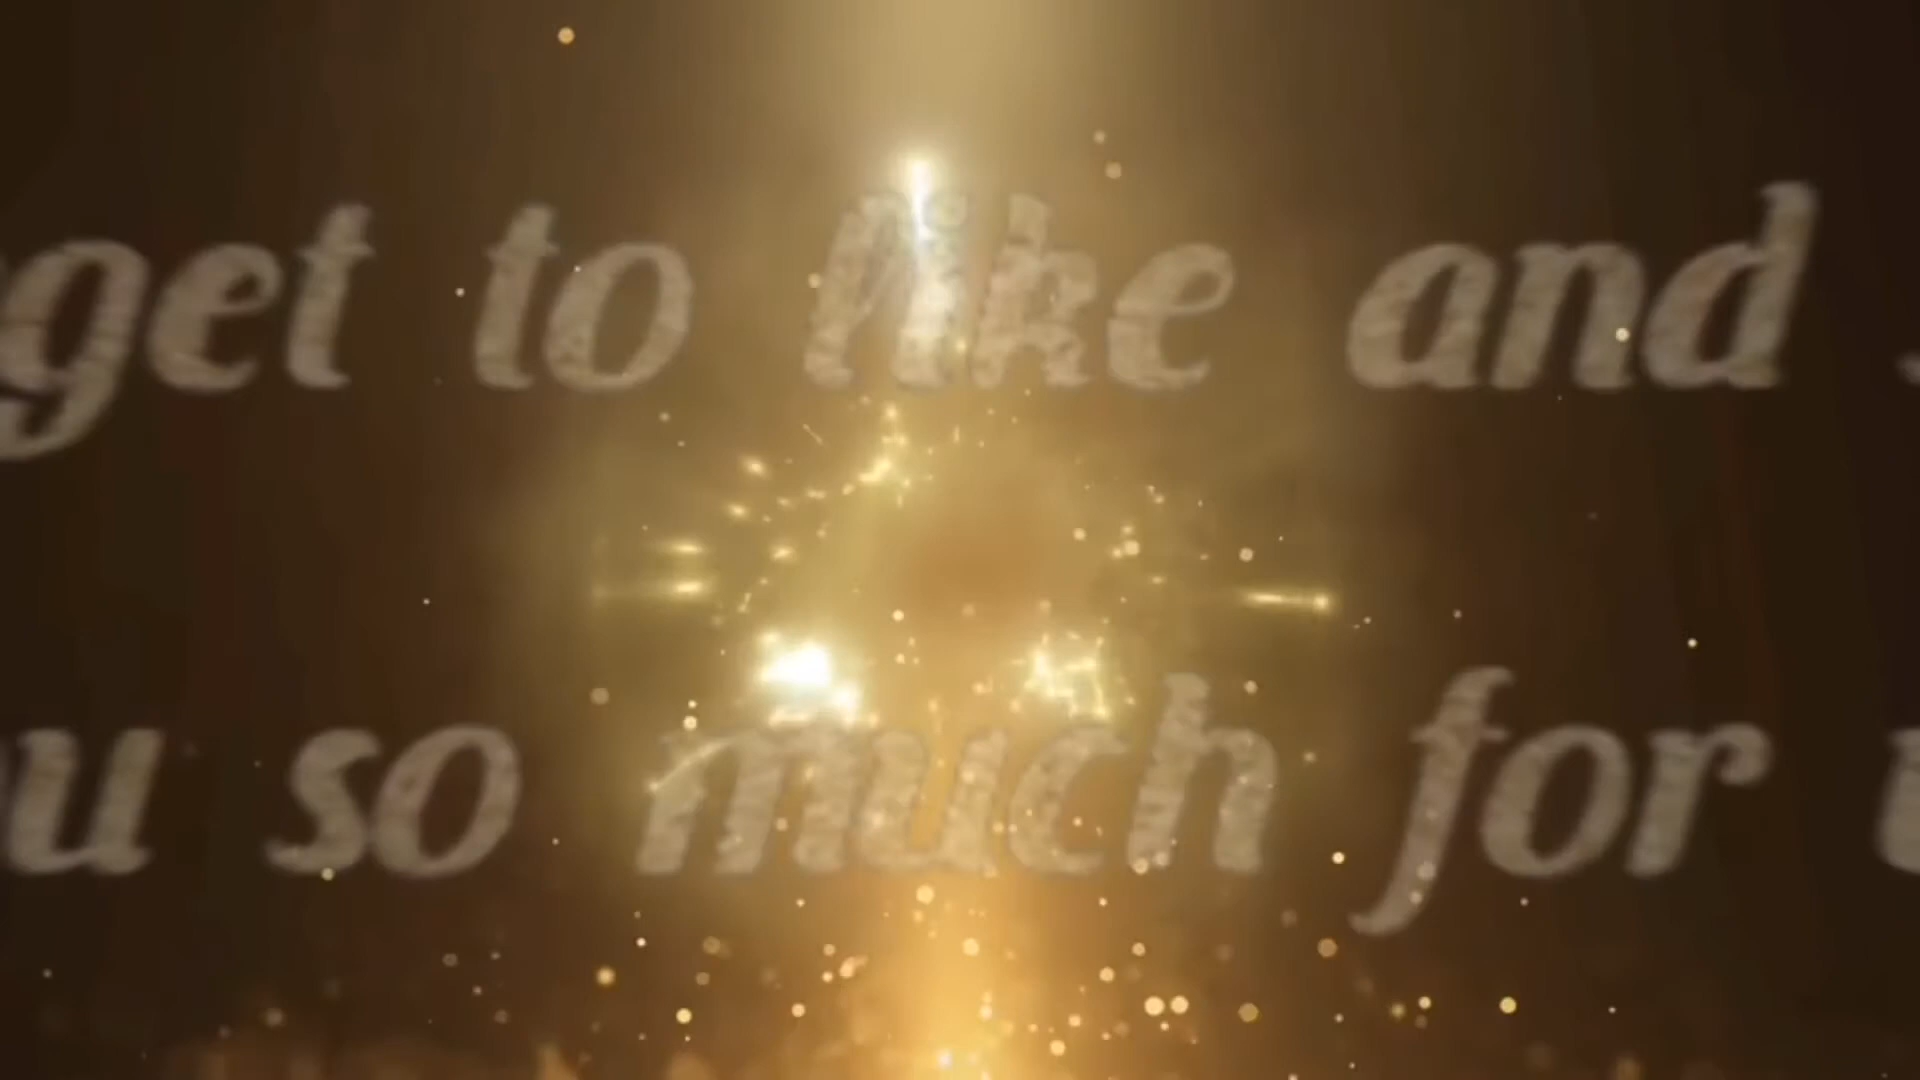 get to like and
so much for